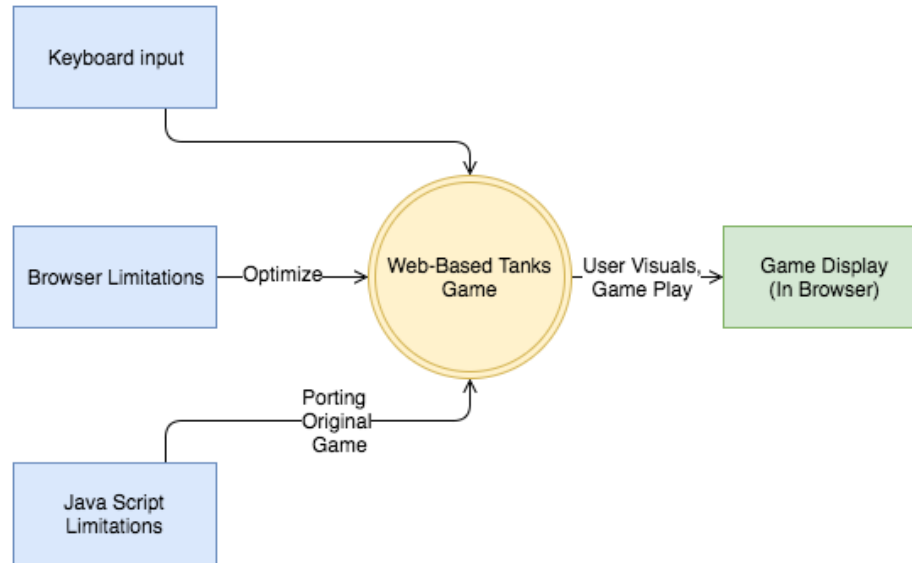 Keyboard input
Browser Limitations
Optimize
Web-Based Tanks
Game
User Visuals,
Game Play
Game Display
(In Browser)
Porting
Original
Game
Java Script
Limitations